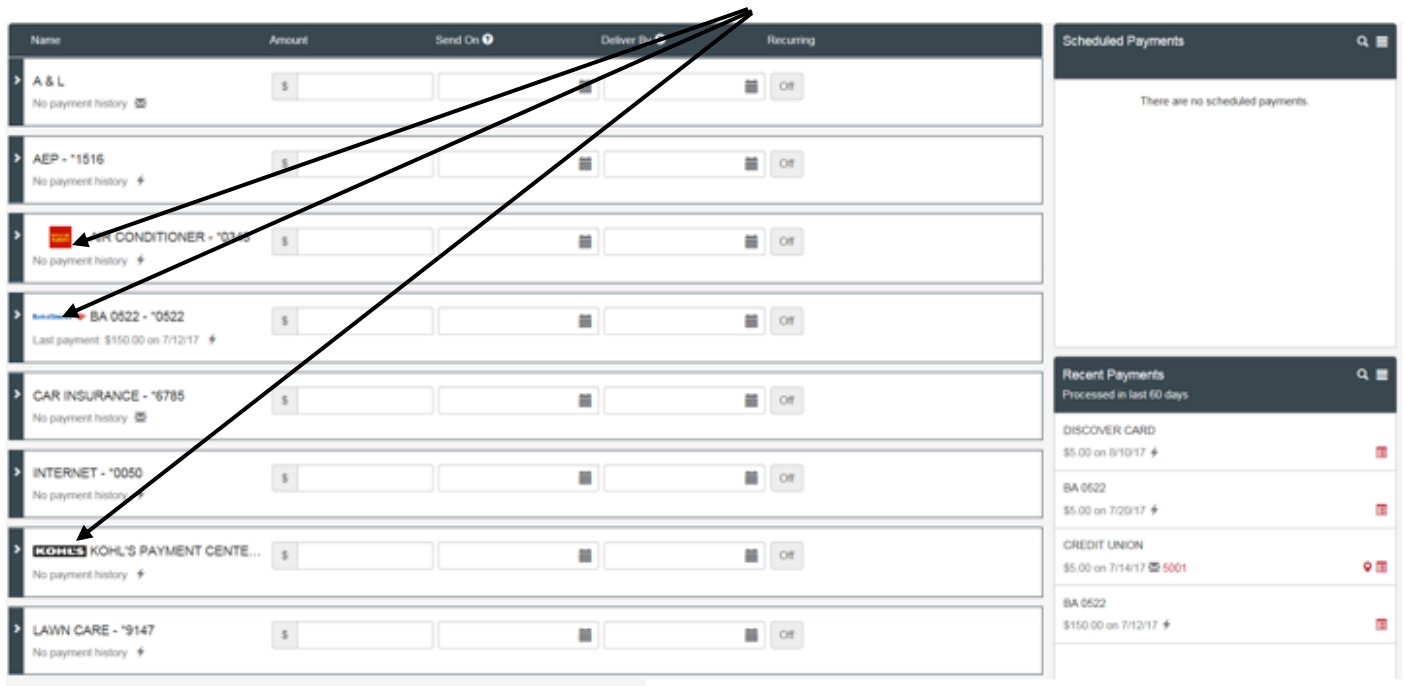 Name Amount Send On Deliver By Recurring
A & L
$ Off
No payment history
AEP - *1516
$ Off
No payment history
AIR CONDITIONER - *0345
$ Off
No payment history
BA 0522 - *0522
$ Off
Last payment: $150.00 on 7/12/17
CAR INSURANCE - *6785
$ Off
No payment history
INTERNET - *0050
$ Off
No payment history
KOHL'S KOHL'S PAYMENT CENTE...
$ Off
No payment history
LAWN CARE - *9147
$ Off
No payment history
Scheduled Payments
There are no scheduled payments.
Recent Payments
Processed in last 60 days
DISCOVER CARD
$5.00 on 8/10/17
BA 0522
$5.00 on 7/20/17
CREDIT UNION
$5.00 on 7/14/17 5001
BA 0522
$150.00 on 7/12/17